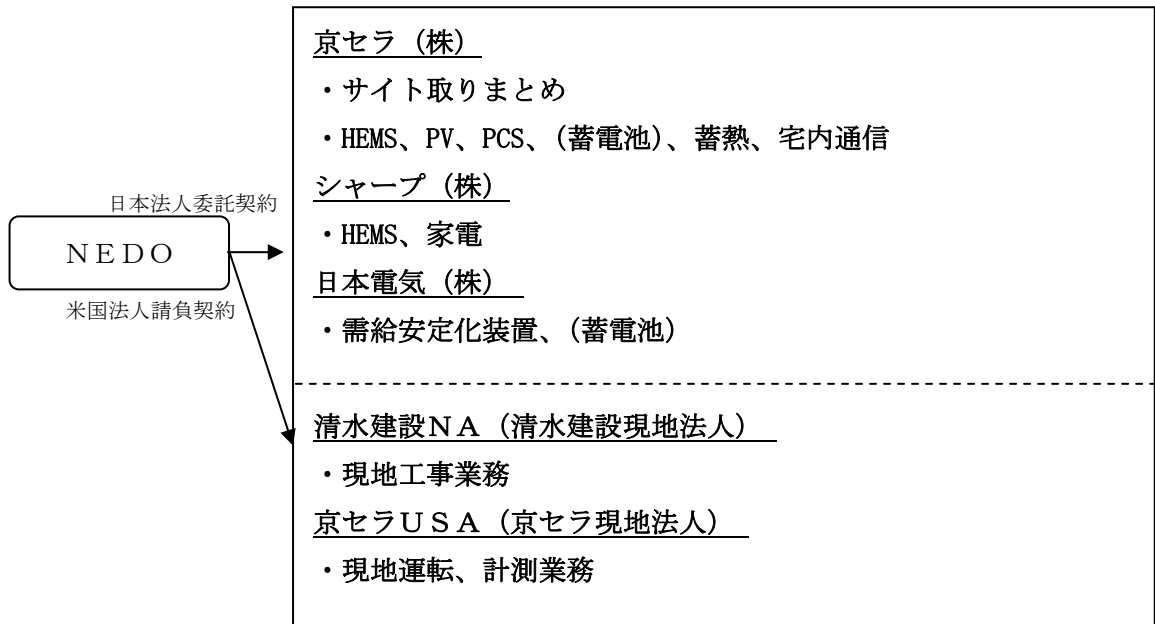 日本法人委託契約
ＮＥＤＯ
米国法人請負契約
京セラ（株）
・サイト取りまとめ
・HEMS、PV、PCS、(蓄電池)、蓄熱、宅内通信
シャープ（株）
・HEMS、家電
日本電気（株）
・需給安定化装置、(蓄電池)
清水建設ＮＡ（清水建設現地法人）
・現地工事業務
京セラＵＳＡ（京セラ現地法人）
・現地運転、計測業務